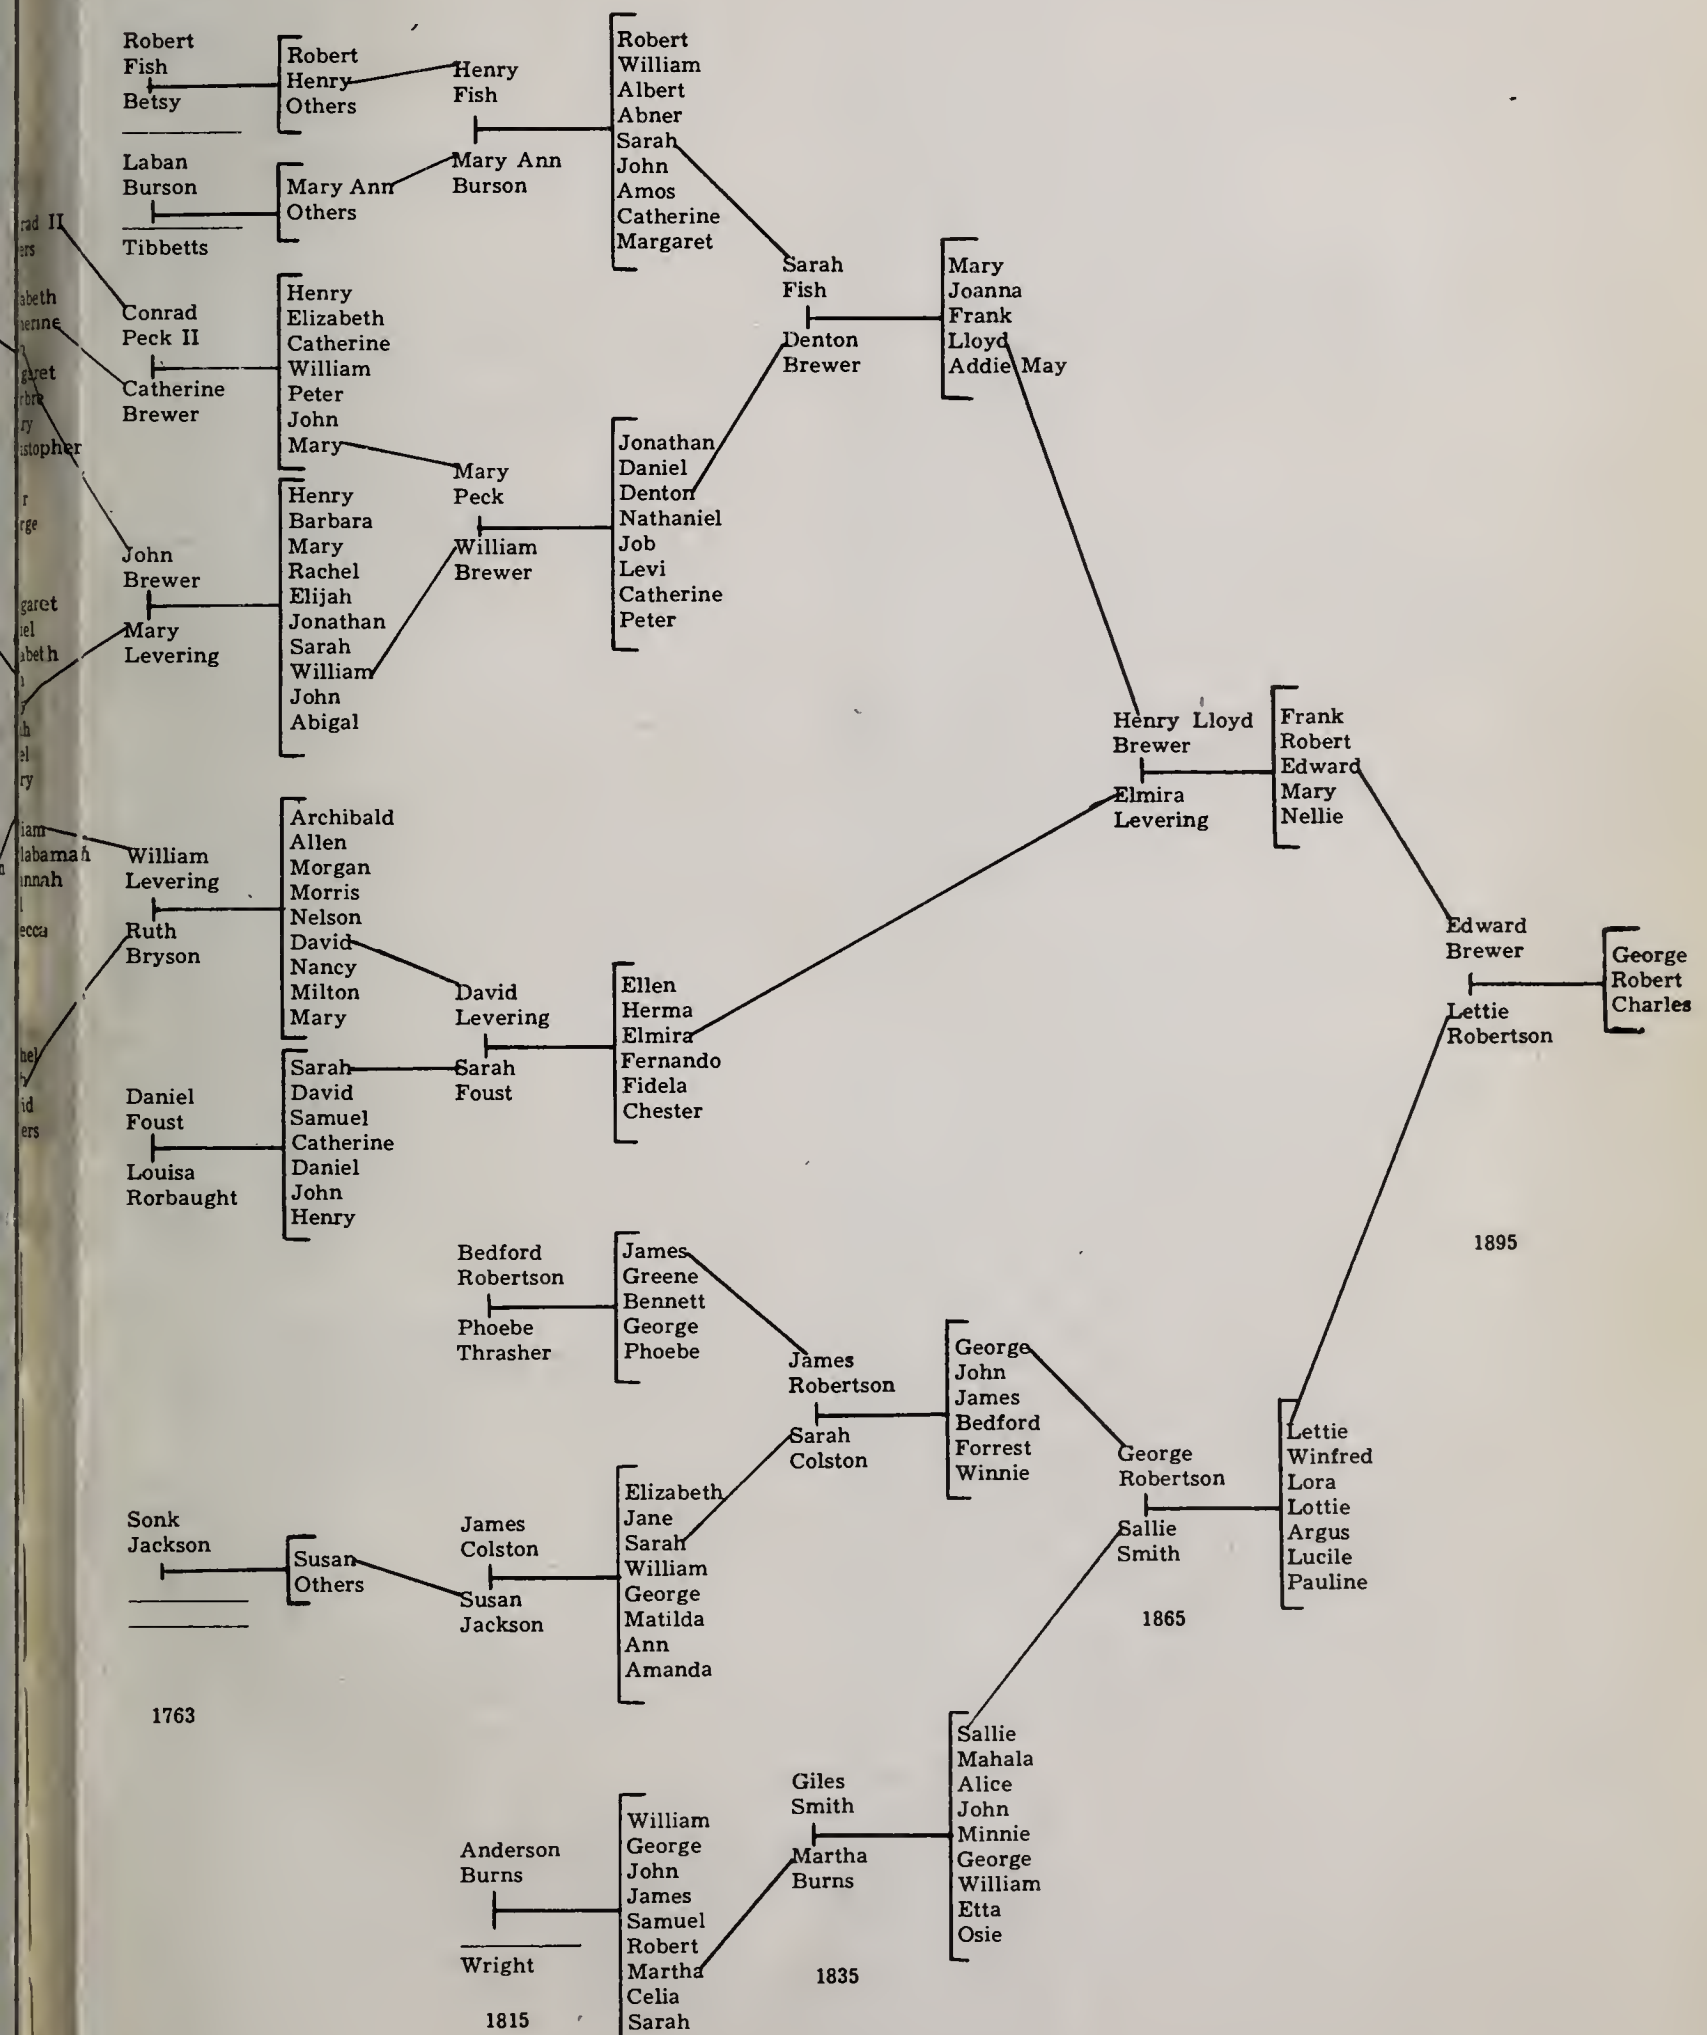 Robert
Fish
Betsy
Laban
Burson
Tibbetts
Conrad
Peck II
Catherine
Brewer
John
Brewer
Mary
Levering
William
Levering
Ruth
Bryson
Daniel
Foust
Louisa
Rorbaught
Sonk
Jackson
1763
Robert
Henry
Others
Mary Ann
Others
Henry
Elizabeth
Catherine
William
Peter
John
Mary
Henry
Barbara
Mary
Rachel
Elijah
Jonathan
Sarah
William
John
Abigal
Archibald
Allen
Morgan
Morris
Nelson
David
Nancy
Milton
Mary
Sarah
David
Samuel
Catherine
Daniel
John
Henry
Susan
Others
Henry
Fish
Mary Ann
Burson
Mary
Peck
William
Brewer
David
Levering
Sarah
Foust
Bedford
Robertson
Phoebe
Thrasher
James
Colston
Susan
Jackson
Anderson
Burns
Wright
1815
Robert
William
Albert
Abner
Sarah
John
Amos
Catherine
Margaret
Jonathan
Daniel
Denton
Nathaniel
Job
Levi
Catherine
Peter
Ellen
Herma
Elmira
Fernando
Fidela
Chester
James
Greene
Bennett
George
Phoebe
Elizabeth
Jane
Sarah
William
George
Matilda
Ann
Amanda
William
George
John
James
Samuel
Robert
Martha
Celia
Sarah
Sarah
Fish
Denton
Brewer
James
Robertson
Sarah
Colston
Giles
Smith
Martha
Burns
1835
Mary
Joanna
Frank
Lloyd
Addie May
George
John
James
Bedford
Forrest
Winnie
Sallie
Mahala
Alice
John
Minnie
George
William
Etta
Osie
Henry Lloyd
Brewer
Elmira
Levering
George
Robertson
Sallie
Smith
1865
Frank
Robert
Edward
Mary
Nellie
Lettie
Winfred
Lora
Lottie
Argus
Lucile
Pauline
Edward
Brewer
Lettie
Robertson
1895
George
Robert
Charles